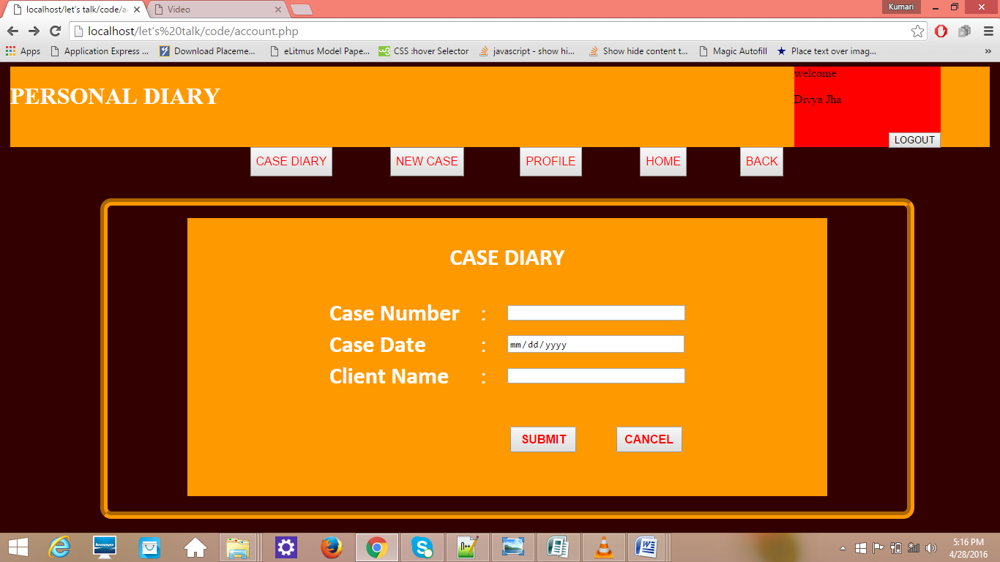 localhost/let's talk/code/a
Video
Kumari
localhost/let's%20talk/code/account.php
Apps
Application Express ...
Download Placeme...
eLitmus Model Pape...
CSS :hover Selector
javascript - show hi...
Show hide content t...
Magic Autofill
Place text over imag...
»
PERSONAL DIARY
welcome
Divya Jha
LOGOUT
CASE DIARY
NEW CASE
PROFILE
HOME
BACK
CASE DIARY
Case Number :
Case Date : mm/dd/yyyy
Client Name :
SUBMIT
CANCEL
lenovo
5:16 PM
4/28/2016